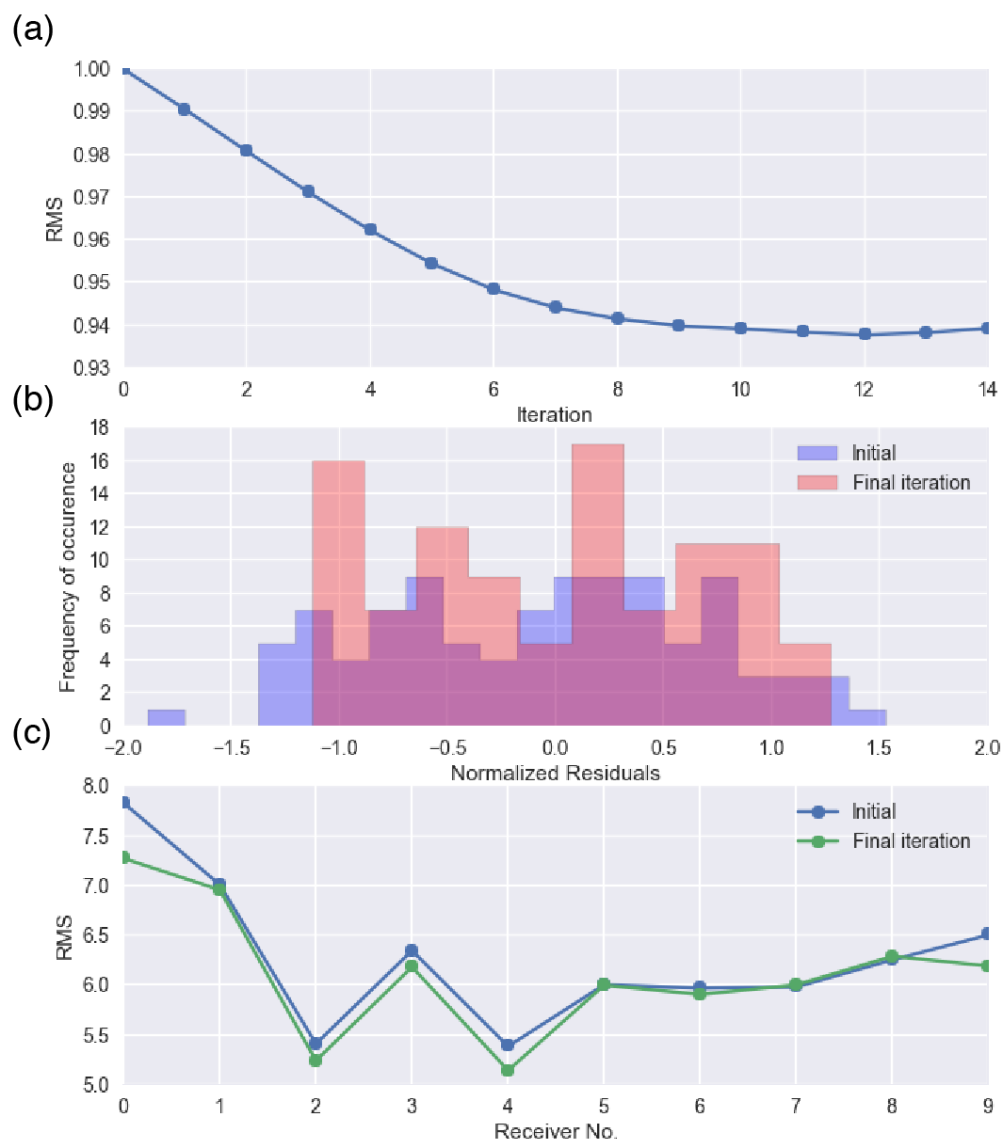 (a)
1.00
0.99
0.98
0.97
0.96
0.95
0.94
0.93
RMS
0 2 4 6 8 10 12 14
Iteration
(b)
18
16
14
12
10
8
6
4
2
0
Frequency of occurence
Initial
Final iteration
−2.0 −1.5 −1.0 −0.5 0.0 0.5 1.0 1.5 2.0
Normalized Residuals
(c)
8.0
7.5
7.0
6.5
6.0
5.5
5.0
RMS
Initial
Final iteration
0 1 2 3 4 5 6 7 8 9
Receiver No.